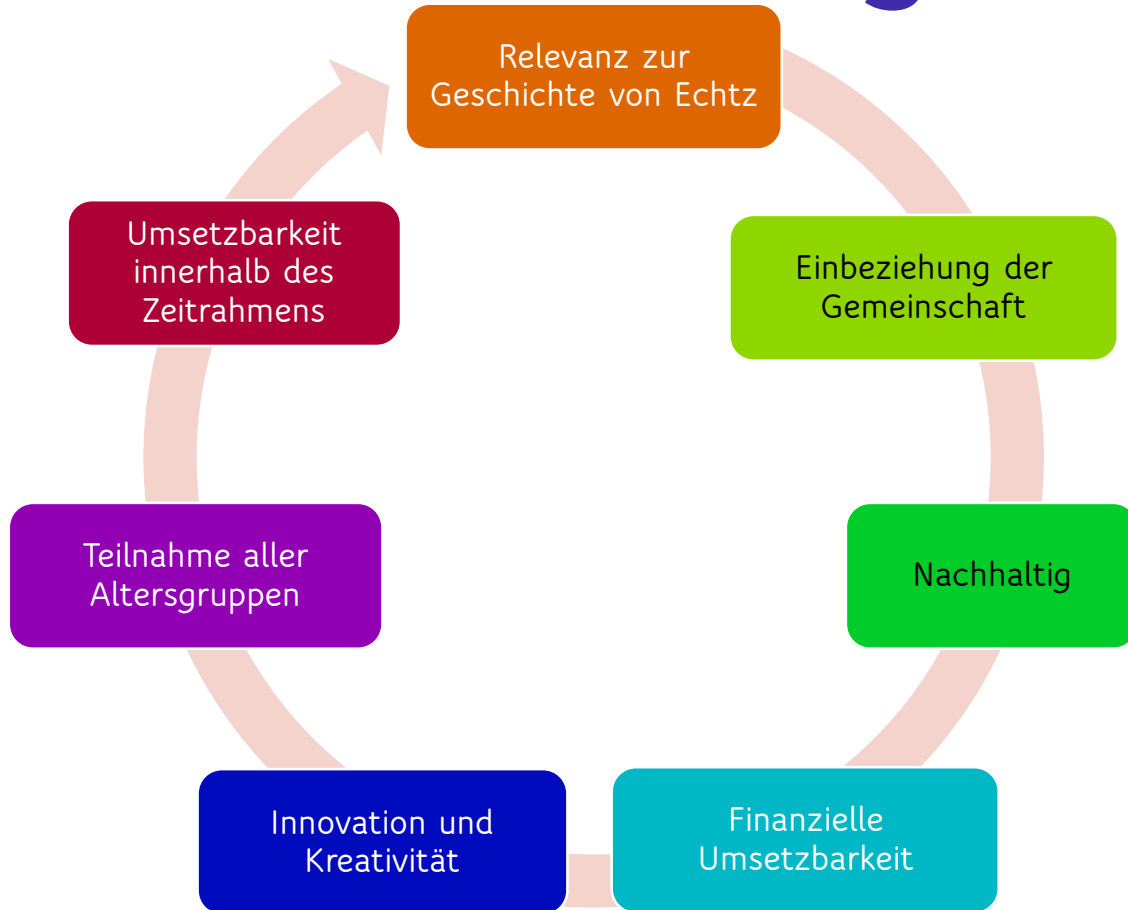 Relevanz zur
Geschichte von Echtz
Einbeziehung der
Gemeinschaft
Nachhaltig
Finanzielle
Umsetzbarkeit
Innovation und
Kreativität
Teilnahme aller
Altersgruppen
Umsetzbarkeit
innerhalb des
Zeitrahmens